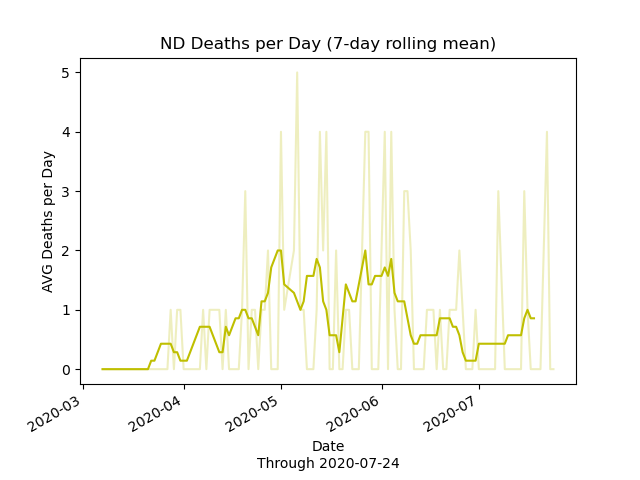 ND Deaths per Day (7-day rolling mean)
AVG Deaths per Day
5
4
3
2
1
0
2020-03
2020-04
2020-05
2020-06
2020-07
Date
Through 2020-07-24